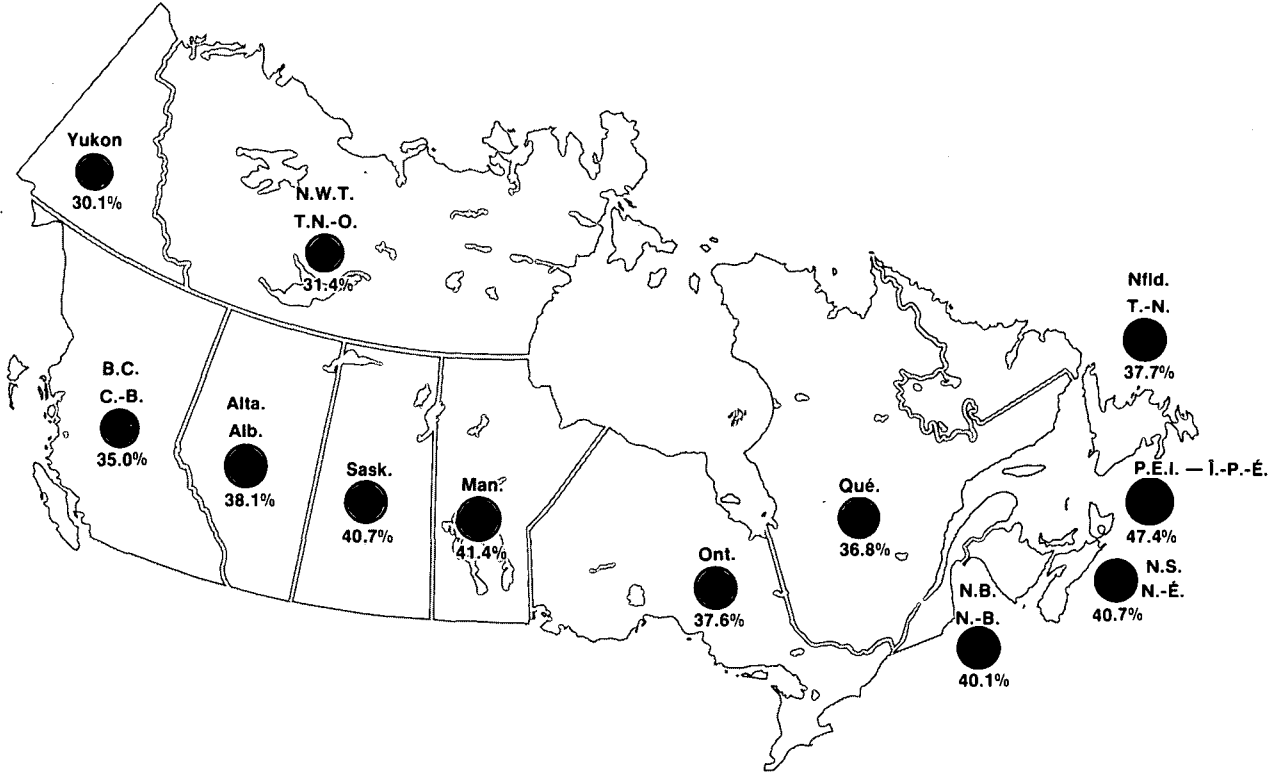 Yukon
30.1%
N.W.T.
T.N.-O.
31.4%
Nfld.
T.-N.
37.7%
B.C.
C.-B.
35.0%
Alta.
Alb.
38.1%
Sask.
40.7%
Man.
41.4%
Ont.
37.6%
Qué.
36.8%
P.E.I. — Î.-P.-É.
47.4%
N.S.
N.-É.
40.7%
N.B.
N.-B.
40.1%